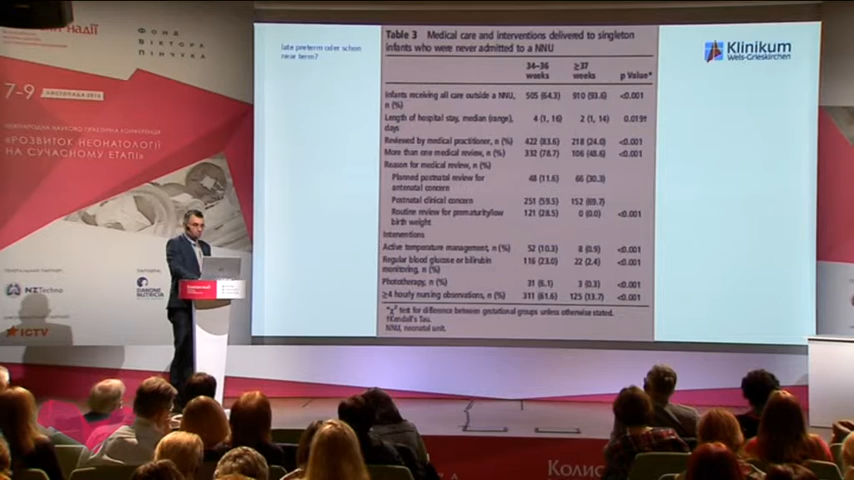 надії
ФОНД
ВІКТОРА
ПІНЧУКА
7-9
ЛИСТОПАДА 2016
МІЖНАРОДНА НАУКОВО-ПРАКТИЧНА КОНФЕРЕНЦІЯ
«РОЗВИТОК НЕОНАТОЛОГІЇ
НА СУЧАСНОМУ ЕТАПІ»
NZTechno
DANONE
NUTRICIA
ICTV
late preterm oder schon
near term?
Table 3 Medical care and interventions delivered to singleton
infants who were never admitted to a NNU
34–36 weeks ≥37 weeks p Value*
Infants receiving all care outside a NNU, n (%) 505 (64.3) 910 (93.6) <0.001
Length of hospital stay, median (range), days 4 (1, 16) 2 (1, 14) 0.019†
Reviewed by medical practitioner, n (%) 422 (83.6) 218 (24.0) <0.001
More than one medical review, n (%) 332 (78.7) 106 (48.6) <0.001
Reason for medical review, n (%)
Planned postnatal review for antenatal concern 48 (11.6) 66 (30.3)
Postnatal clinical concern 251 (59.5) 152 (69.7)
Routine review for prematurity/low birth weight 121 (28.5) 0 (0.0) <0.001
Interventions
Active temperature management, n (%) 52 (10.3) 8 (0.9) <0.001
Regular blood glucose or bilirubin monitoring, n (%) 116 (23.0) 22 (2.4) <0.001
Phototherapy, n (%) 31 (6.1) 3 (0.3) <0.001
≥4 hourly nursing observations, n (%) 311 (61.6) 125 (13.7) <0.001
*χ² test for difference between gestational groups unless otherwise stated.
†Kendall's Tau.
NNU, neonatal unit.
Klinikum
Wels-Grieskirchen